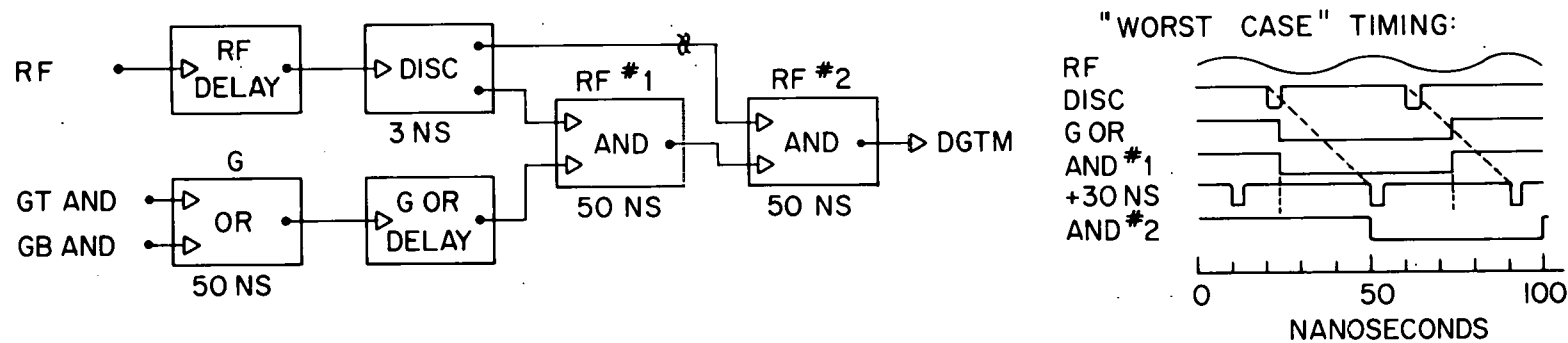 RF
RF
DELAY
DISC
3 NS
RF #1
AND
50 NS
RF #2
AND
50 NS
DGTM
G
GT AND
GB AND
OR
50 NS
G OR
DELAY
"WORST CASE" TIMING:
RF
DISC
G OR
AND #1
+30 NS
AND #2
0 50 100
NANOSECONDS